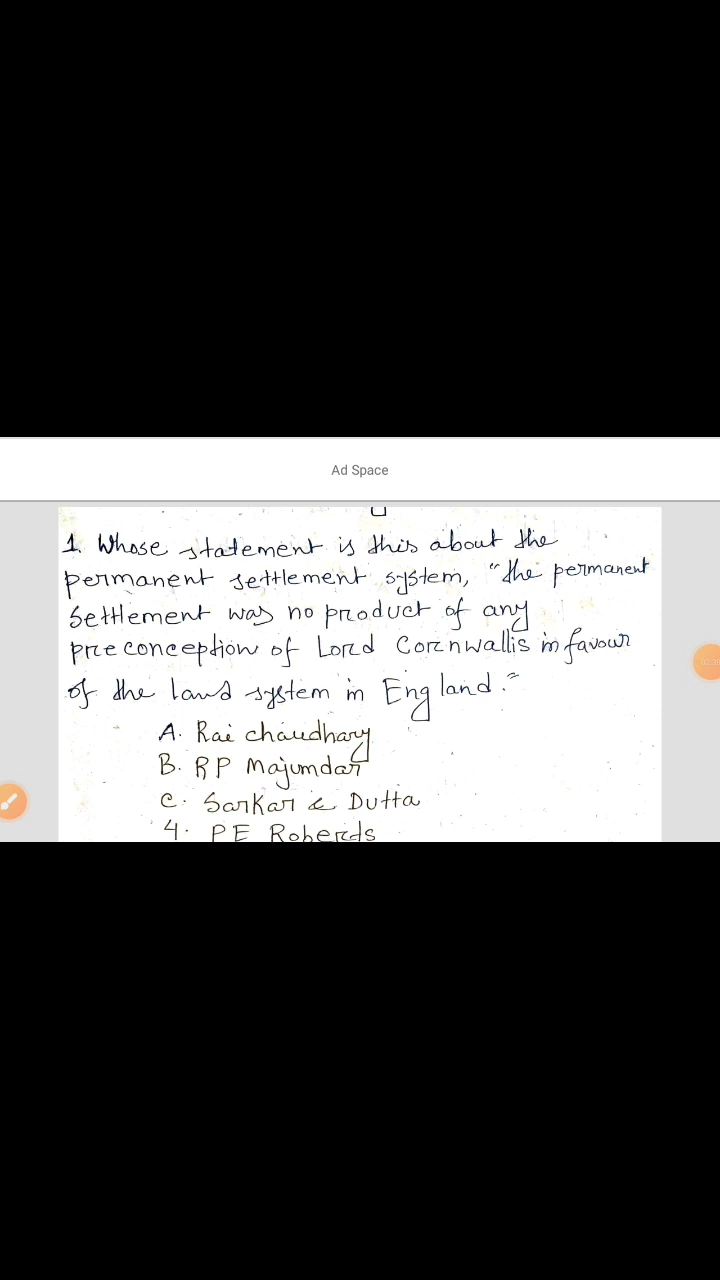 Ad Space
1. Whose statement is this about the
permanent settlement system, "the permanent
Settlement was no product of any
preconception of Lord Cornwallis in favour
of the land system in England."
A. Rai chaudhary
B. RP Majumdar
C. Sarkar & Dutta
4. PE Roberds